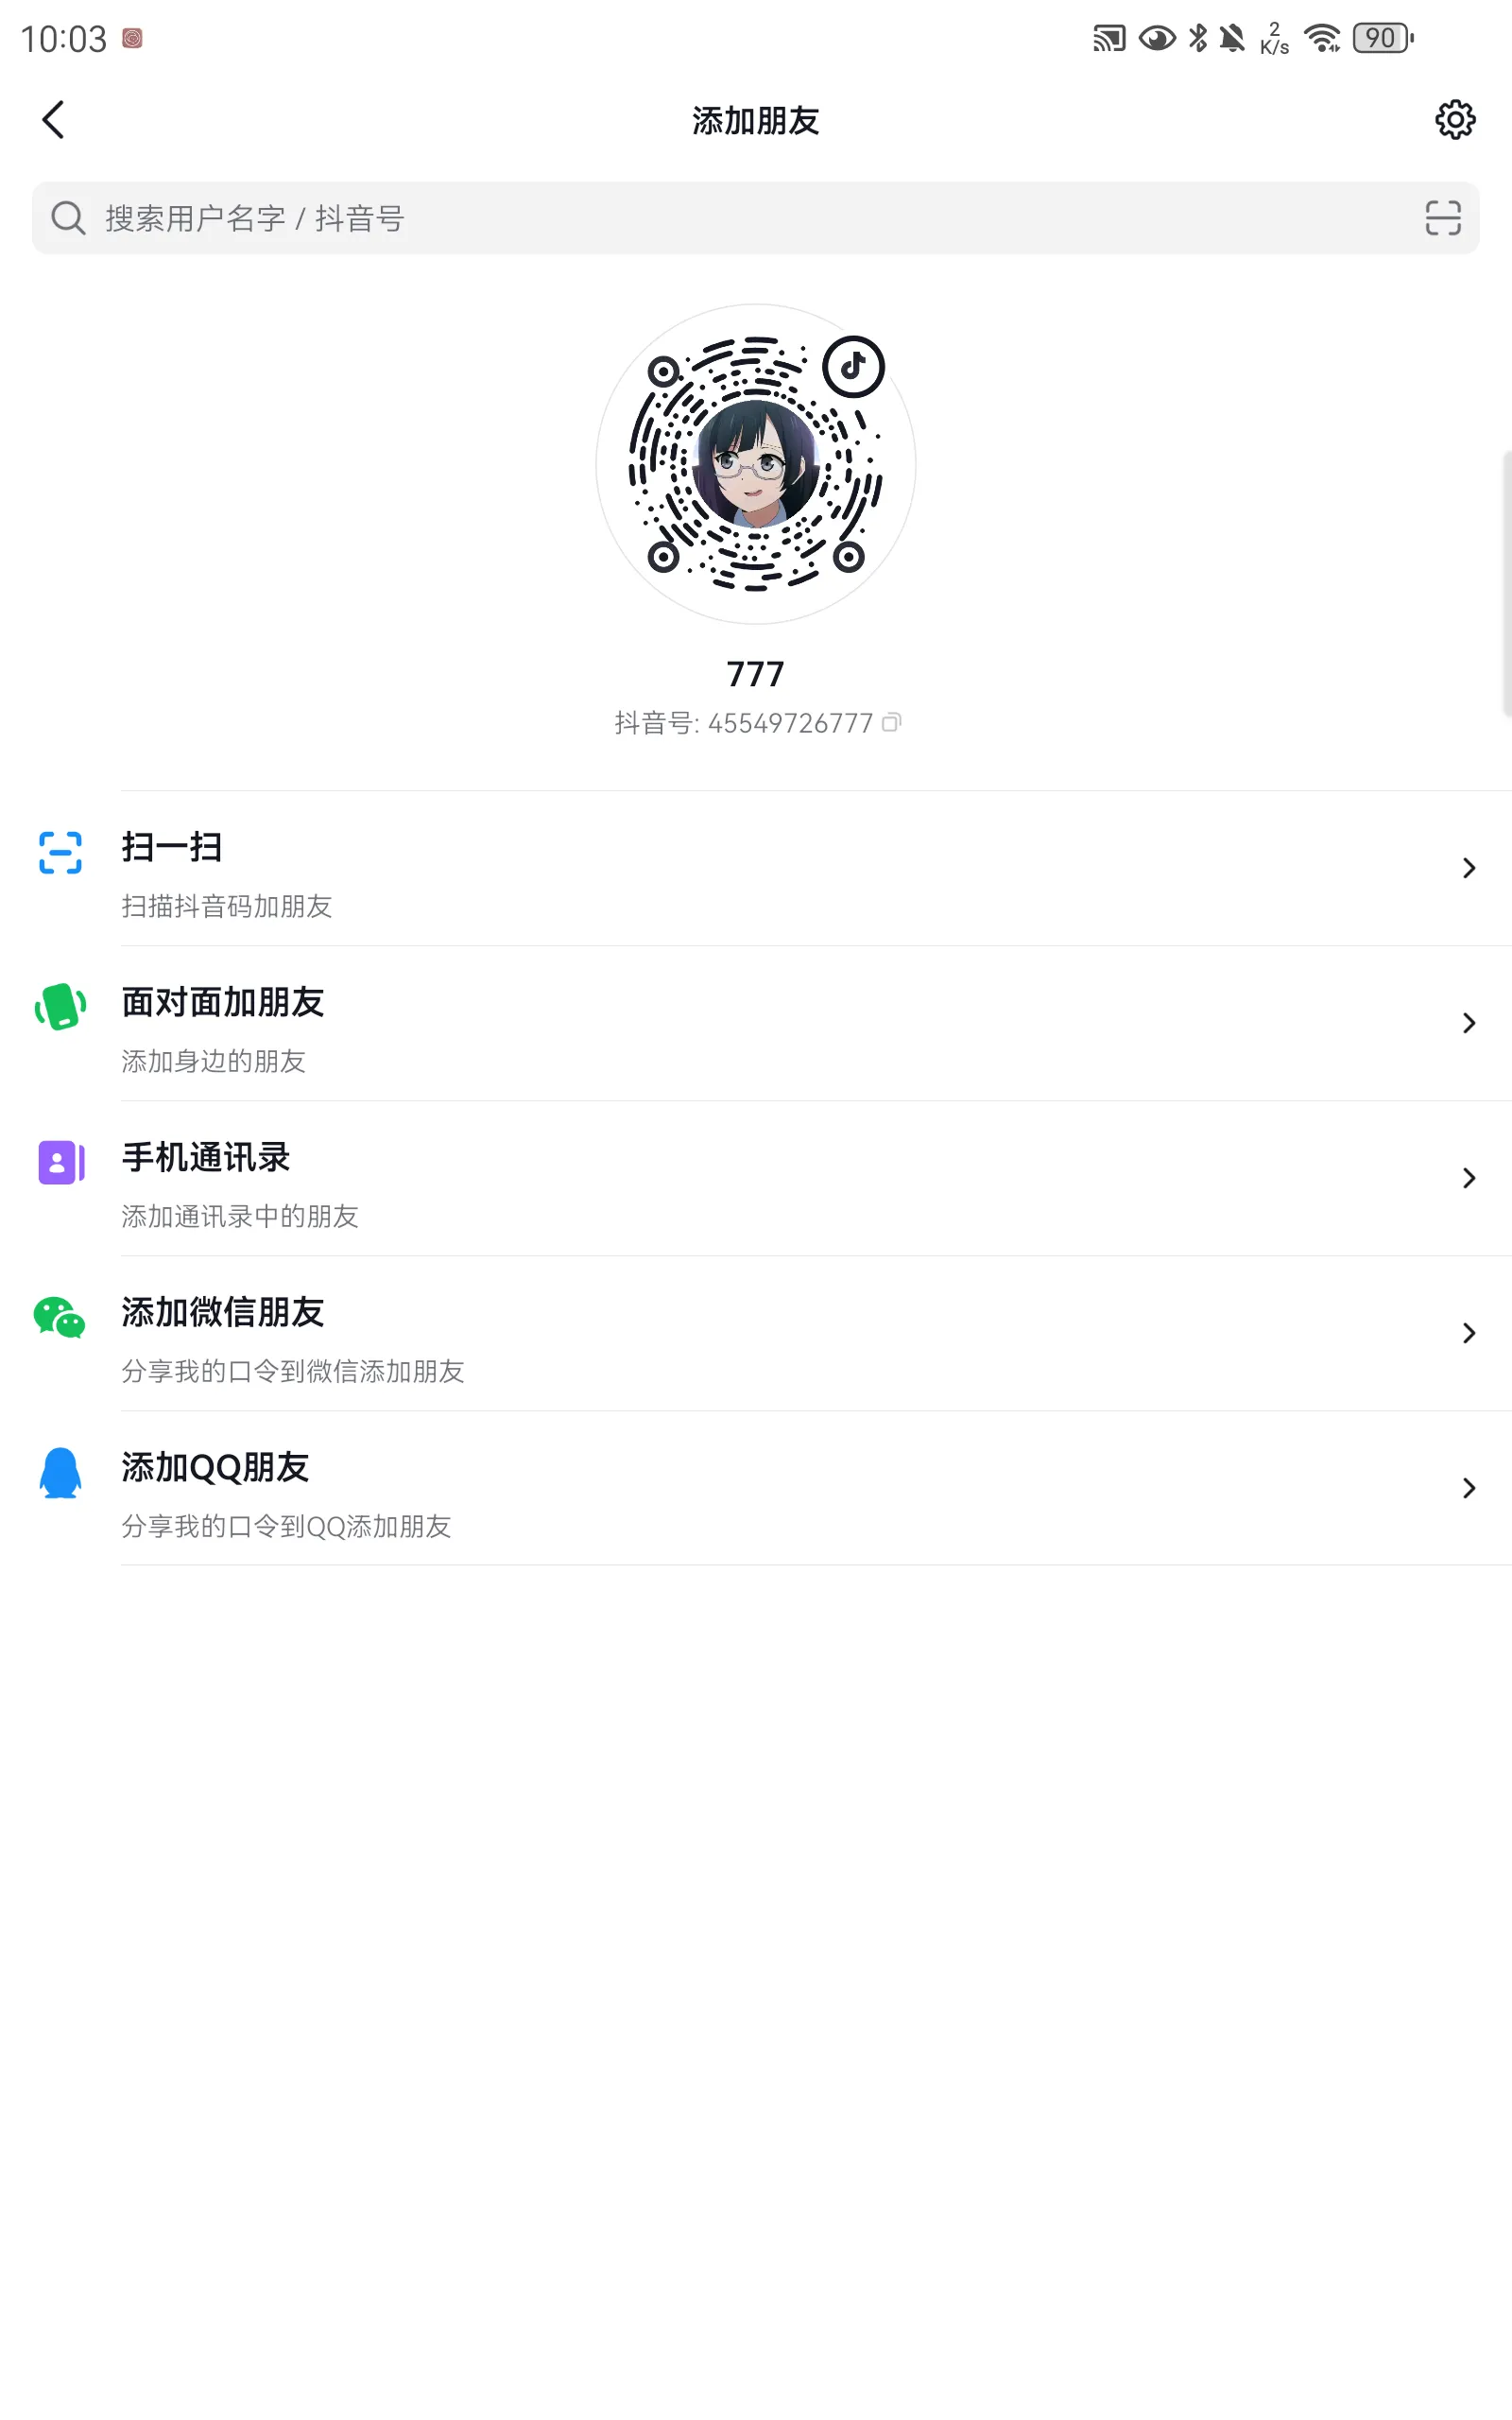 10:03
2
K/s
90
添加朋友
搜索用户名字 / 抖音号
777
抖音号: 45549726777
扫一扫
扫描抖音码加朋友
面对面加朋友
添加身边的朋友
手机通讯录
添加通讯录中的朋友
添加微信朋友
分享我的口令到微信添加朋友
添加QQ朋友
分享我的口令到QQ添加朋友